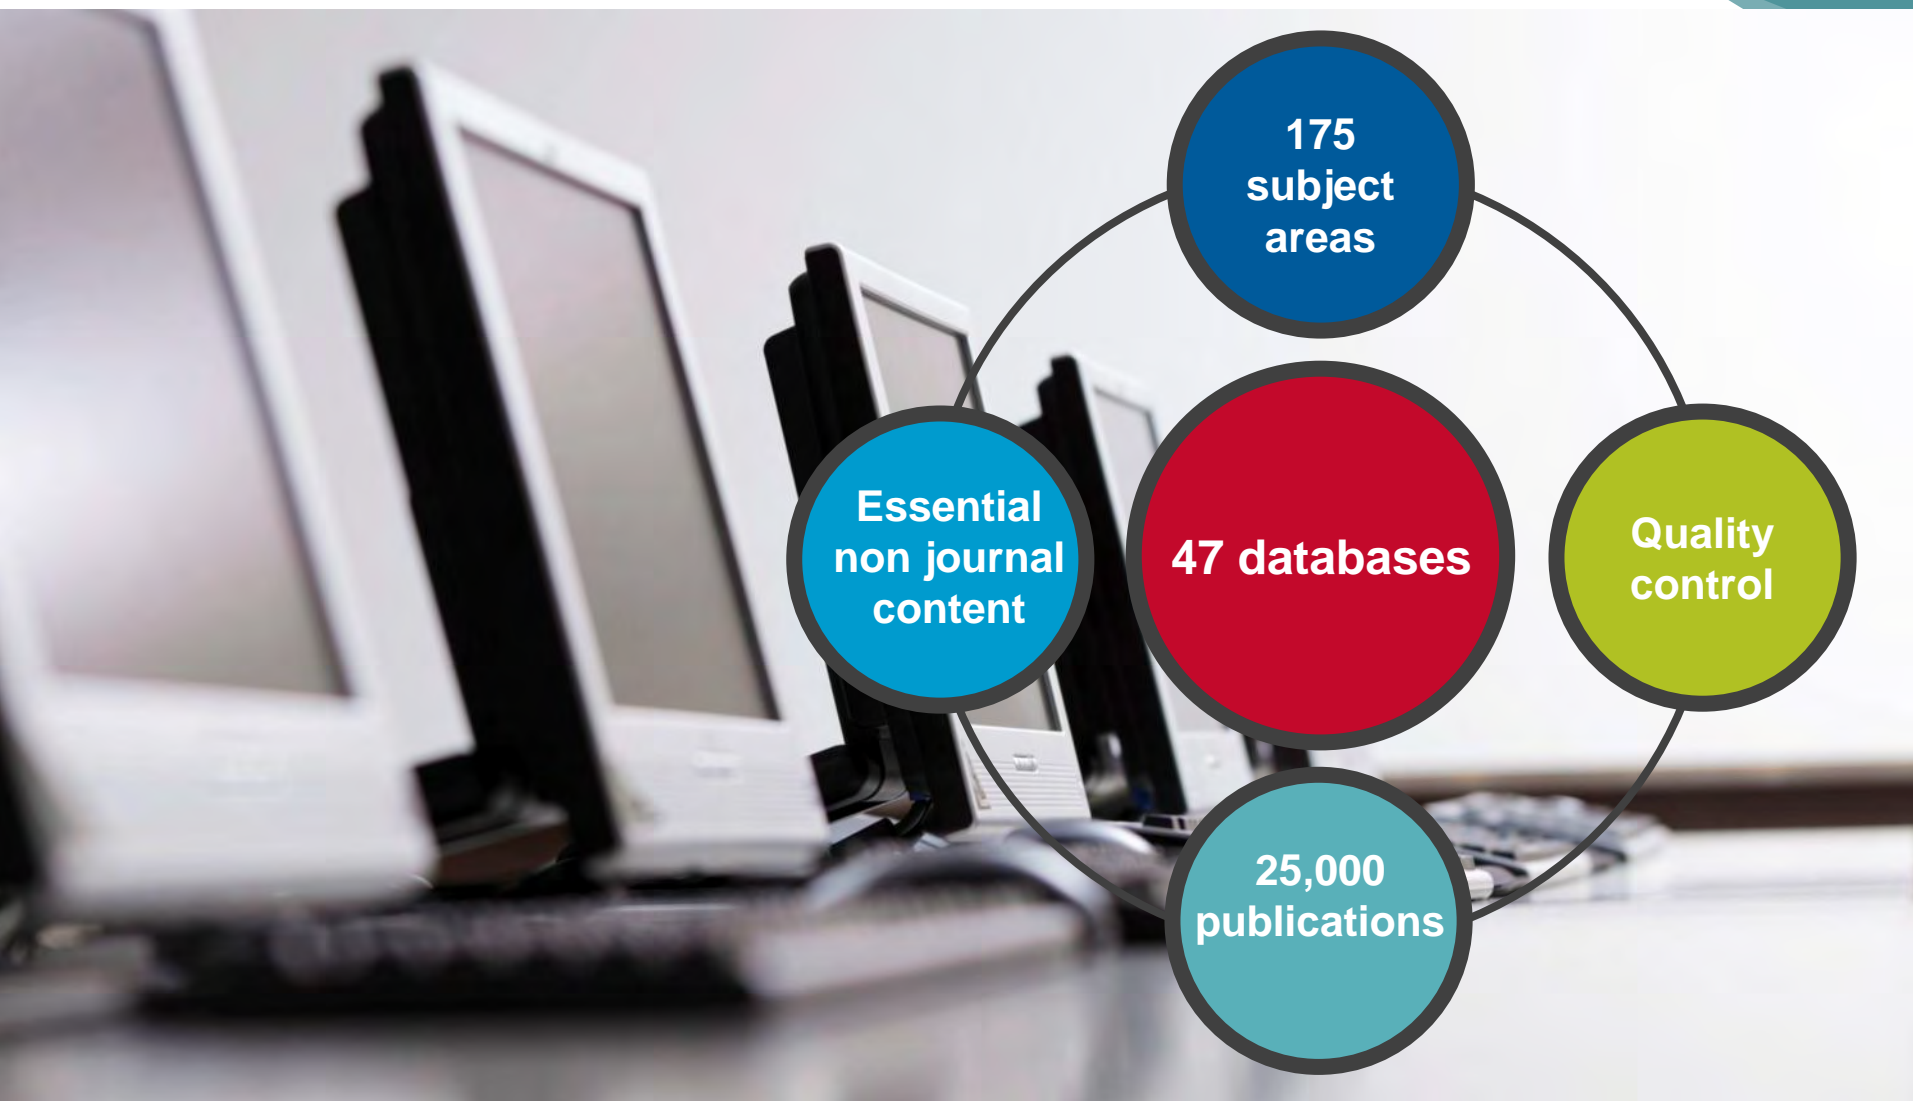 175
subject
areas
Essential
non journal
content
47 databases
Quality
control
25,000
publications